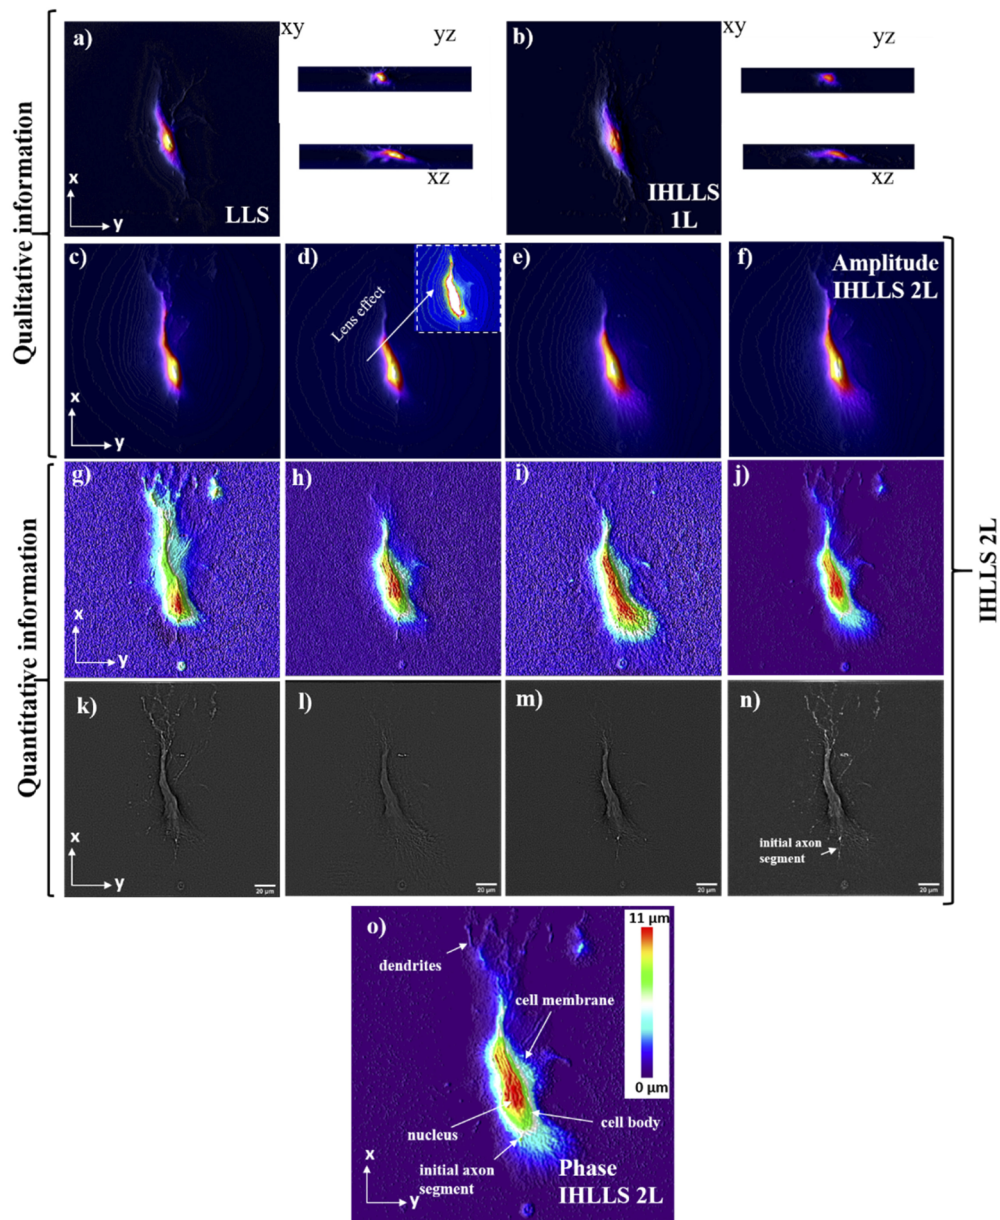 Qualitative information
a)
xy
yz
xz
x
y
LLS
b)
xy
yz
xz
IHLLS
1L
c)
x
y
d)
Lens effect
e)
f)
Amplitude
IHLLS 2L
Quantitative information
g)
x
y
h)
i)
j)
IHLLS 2L
k)
x
y
20 µm
l)
20 µm
m)
20 µm
n)
initial axon
segment
20 µm
o)
11 µm
0 µm
dendrites
cell membrane
cell body
nucleus
initial axon
segment
x
y
Phase
IHLLS 2L